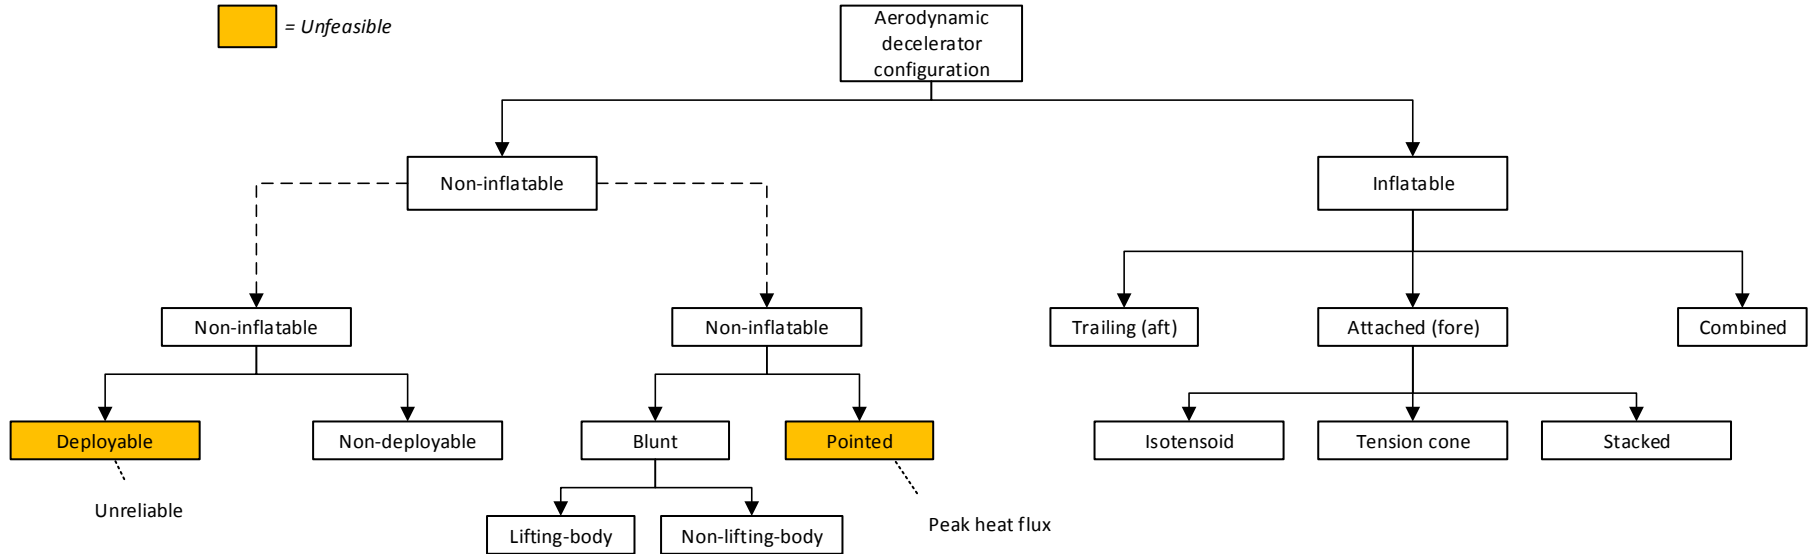 = Unfeasible
Aerodynamic
decelerator
configuration
Non-inflatable
Inflatable
Non-inflatable
Non-inflatable
Trailing (aft)
Attached (fore)
Combined
Deployable
Non-deployable
Blunt
Pointed
Isotensoid
Tension cone
Stacked
Unreliable
Lifting-body
Non-lifting-body
Peak heat flux